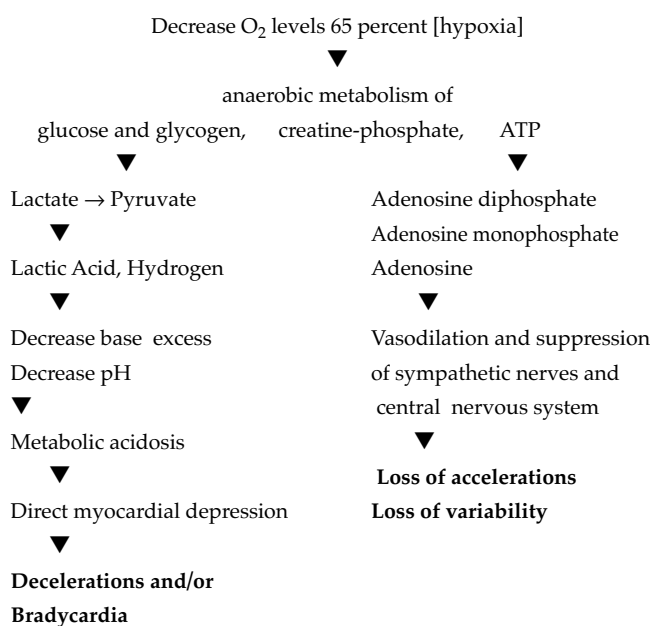 Decrease O₂ levels 65 percent [hypoxia]
▼
anaerobic metabolism of
glucose and glycogen, creatine-phosphate, ATP
▼ ▼
Lactate → Pyruvate
▼
Lactic Acid, Hydrogen
▼
Decrease base excess
Decrease pH
▼
Metabolic acidosis
▼
Direct myocardial depression
▼
Decelerations and/or
Bradycardia
Adenosine diphosphate
Adenosine monophosphate
Adenosine
▼
Vasodilation and suppression
of sympathetic nerves and
central nervous system
▼
Loss of accelerations
Loss of variability